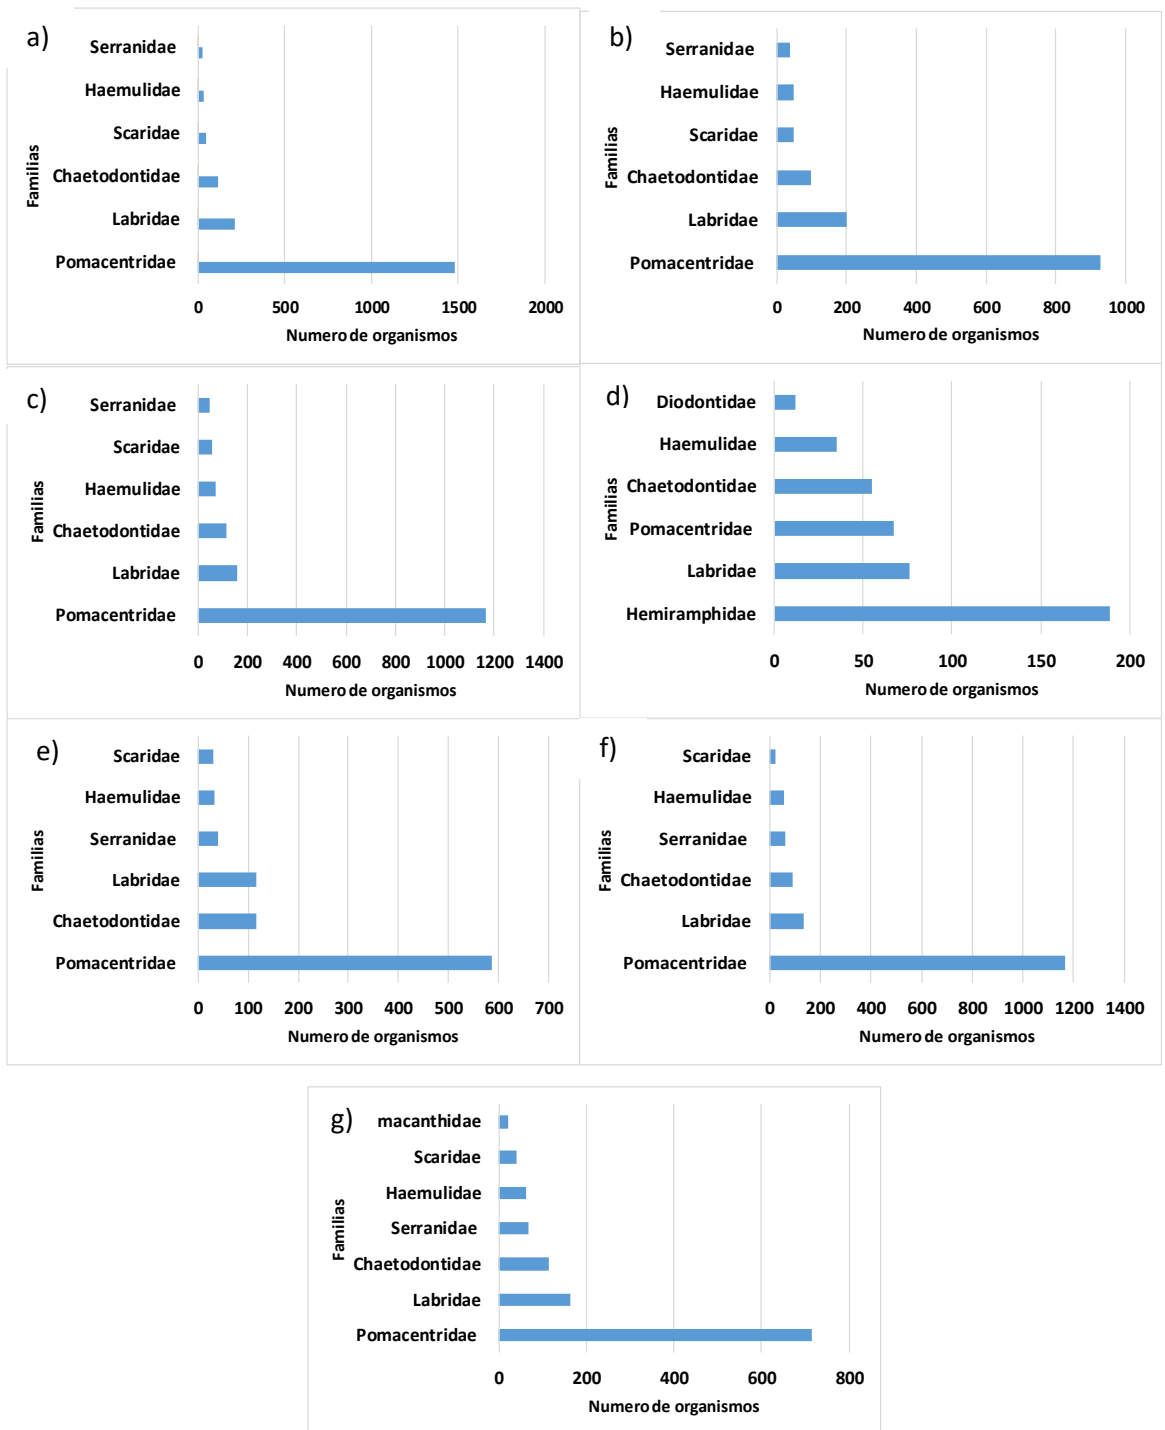 a)
Serranidae
Haemulidae
Scaridae
Chaetodontidae
Labridae
Pomacentridae
Familias
0 500 1000 1500 2000
Numero de organismos
b)
Serranidae
Haemulidae
Scaridae
Chaetodontidae
Labridae
Pomacentridae
Familias
0 200 400 600 800 1000
Numero de organismos
c)
Serranidae
Scaridae
Haemulidae
Chaetodontidae
Labridae
Pomacentridae
Familias
0 200 400 600 800 1000 1200 1400
Numero de organismos
d)
Diodontidae
Haemulidae
Chaetodontidae
Pomacentridae
Labridae
Hemiramphidae
Familias
0 50 100 150 200
Numero de organismos
e)
Scaridae
Haemulidae
Serranidae
Labridae
Chaetodontidae
Pomacentridae
Familias
0 100 200 300 400 500 600 700
Numero de organismos
f)
Scaridae
Haemulidae
Serranidae
Chaetodontidae
Labridae
Pomacentridae
Familias
0 200 400 600 800 1000 1200 1400
Numero de organismos
g)
macanthidae
Scaridae
Haemulidae
Serranidae
Chaetodontidae
Labridae
Pomacentridae
Familias
0 200 400 600 800
Numero de organismos